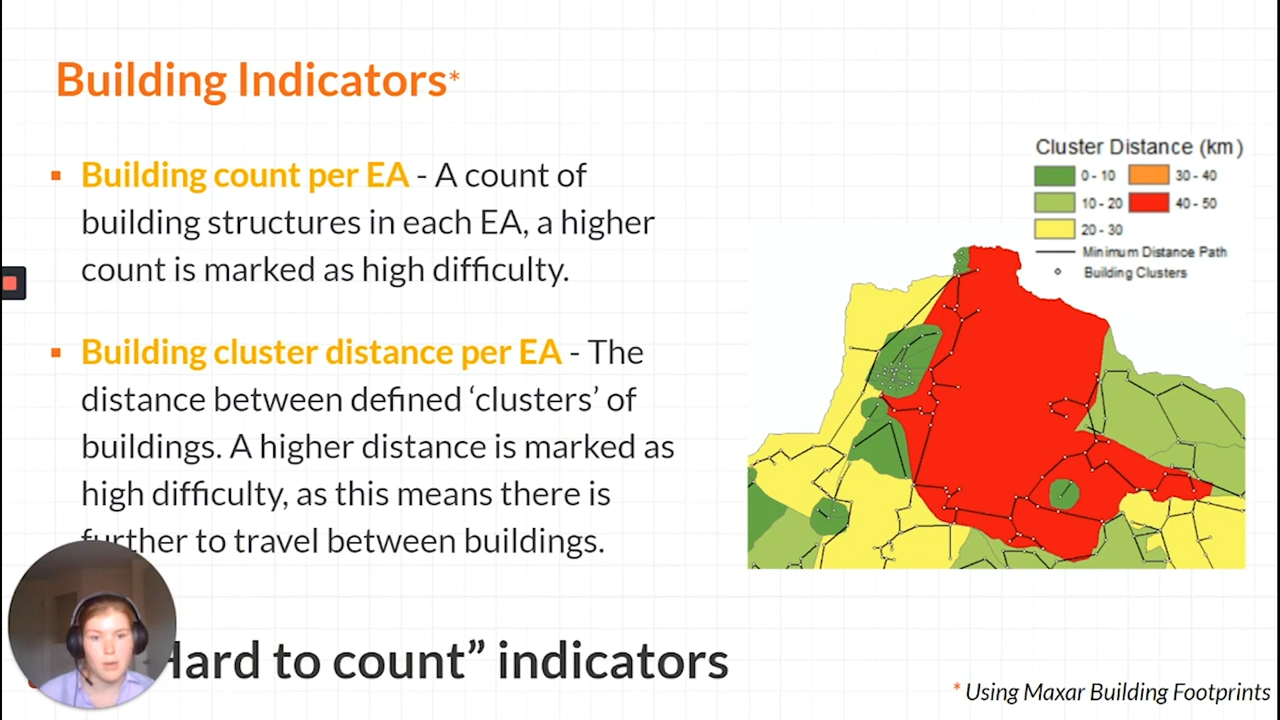 Building Indicators*
Building count per EA - A count of
building structures in each EA, a higher
count is marked as high difficulty.
Building cluster distance per EA - The
distance between defined ‘clusters’ of
buildings. A higher distance is marked as
high difficulty, as this means there is
further to travel between buildings.
Cluster Distance (km)
0 - 10
30 - 40
10 - 20
40 - 50
20 - 30
Minimum Distance Path
Building Clusters
Hard to count” indicators
* Using Maxar Building Footprints